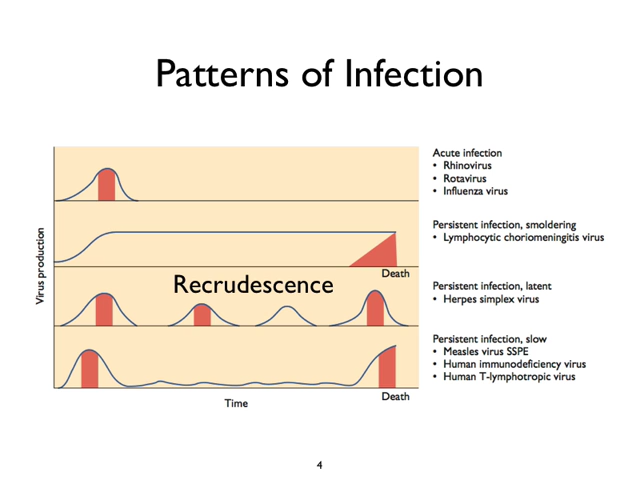 Patterns of Infection
Acute infection
• Rhinovirus
• Rotavirus
• Influenza virus
Persistent infection, smoldering
• Lymphocytic choriomeningitis virus
Death
Recrudescence
Persistent infection, latent
• Herpes simplex virus
Persistent infection, slow
• Measles virus SSPE
• Human immunodeficiency virus
• Human T-lymphotropic virus
Death
Virus production
Time
4